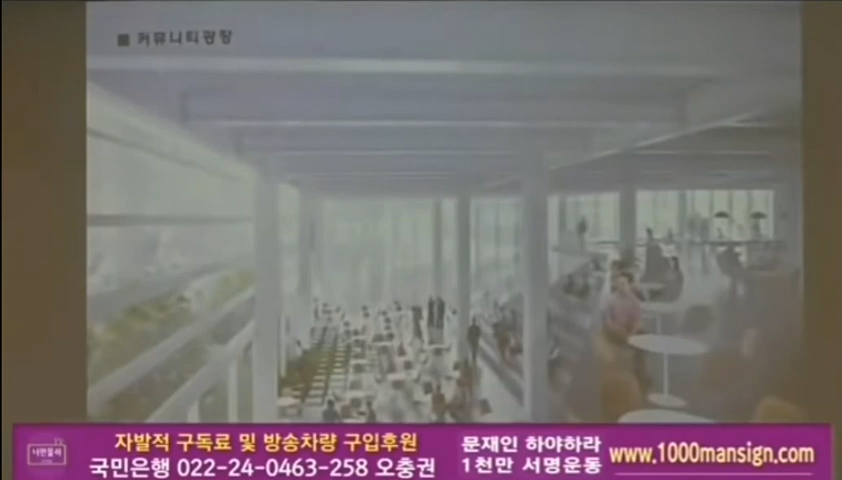 ■ 커뮤니티광장
자발적 구독료 및 방송차량 구입후원
국민은행 022-24-0463-258 오충권
문재인 하야하라
1천만 서명운동
www.1000mansign.com